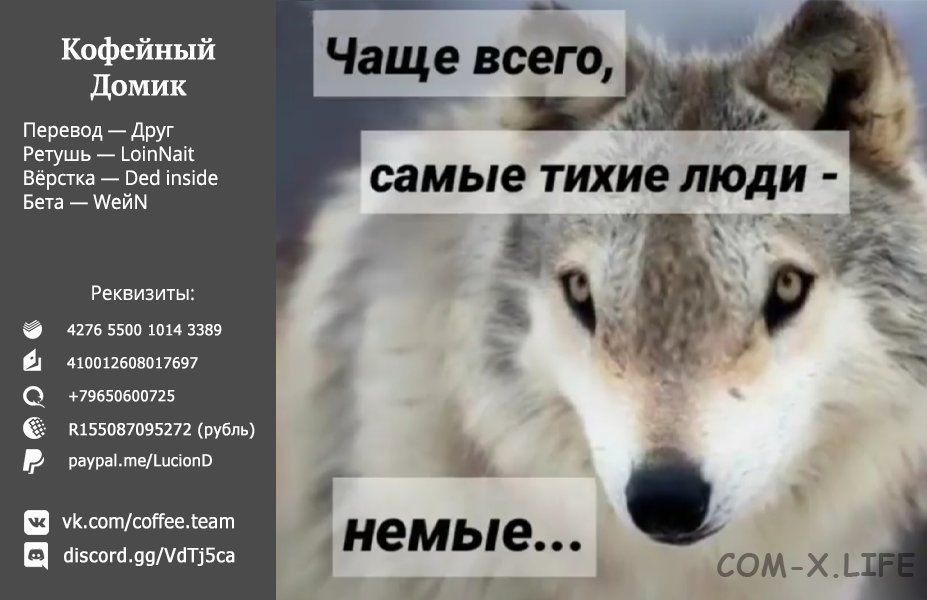 Кофейный
Домик
Перевод — Друг
Ретушь — LoinNait
Вёрстка — Ded inside
Бета — WeйN
Реквизиты:
4276 5500 1014 3389
410012608017697
+79650600725
R155087095272 (рубль)
paypal.me/LucionD
vk.com/coffee.team
discord.gg/VdTj5ca
Чаще всего,
самые тихие люди -
немые...
COM-X.LIFE